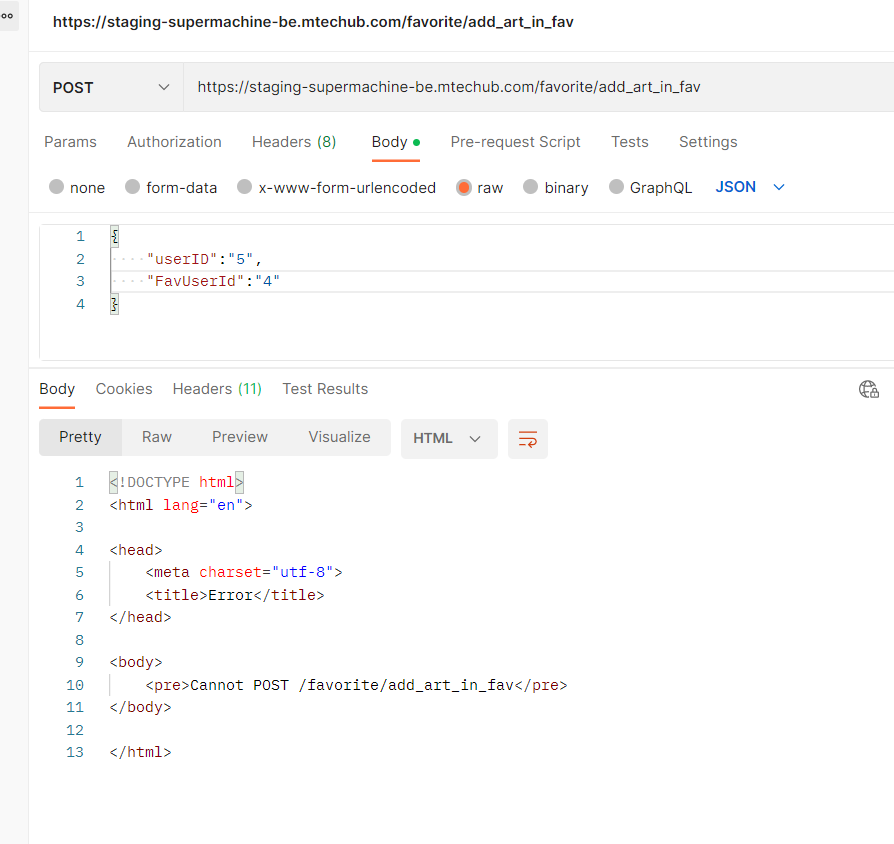 https://staging-supermachine-be.mtechub.com/favorite/add_art_in_fav
POST https://staging-supermachine-be.mtechub.com/favorite/add_art_in_fav
Params Authorization Headers (8) Body Pre-request Script Tests Settings
none form-data x-www-form-urlencoded raw binary GraphQL JSON
1 {
2 ····"userID":"5",
3 ····"FavUserId":"4"
4 }
Body Cookies Headers (11) Test Results
Pretty Raw Preview Visualize HTML
1 <!DOCTYPE html>
2 <html lang="en">
3
4 <head>
5 <meta charset="utf-8">
6 <title>Error</title>
7 </head>
8
9 <body>
10 <pre>Cannot POST /favorite/add_art_in_fav</pre>
11 </body>
12
13 </html>